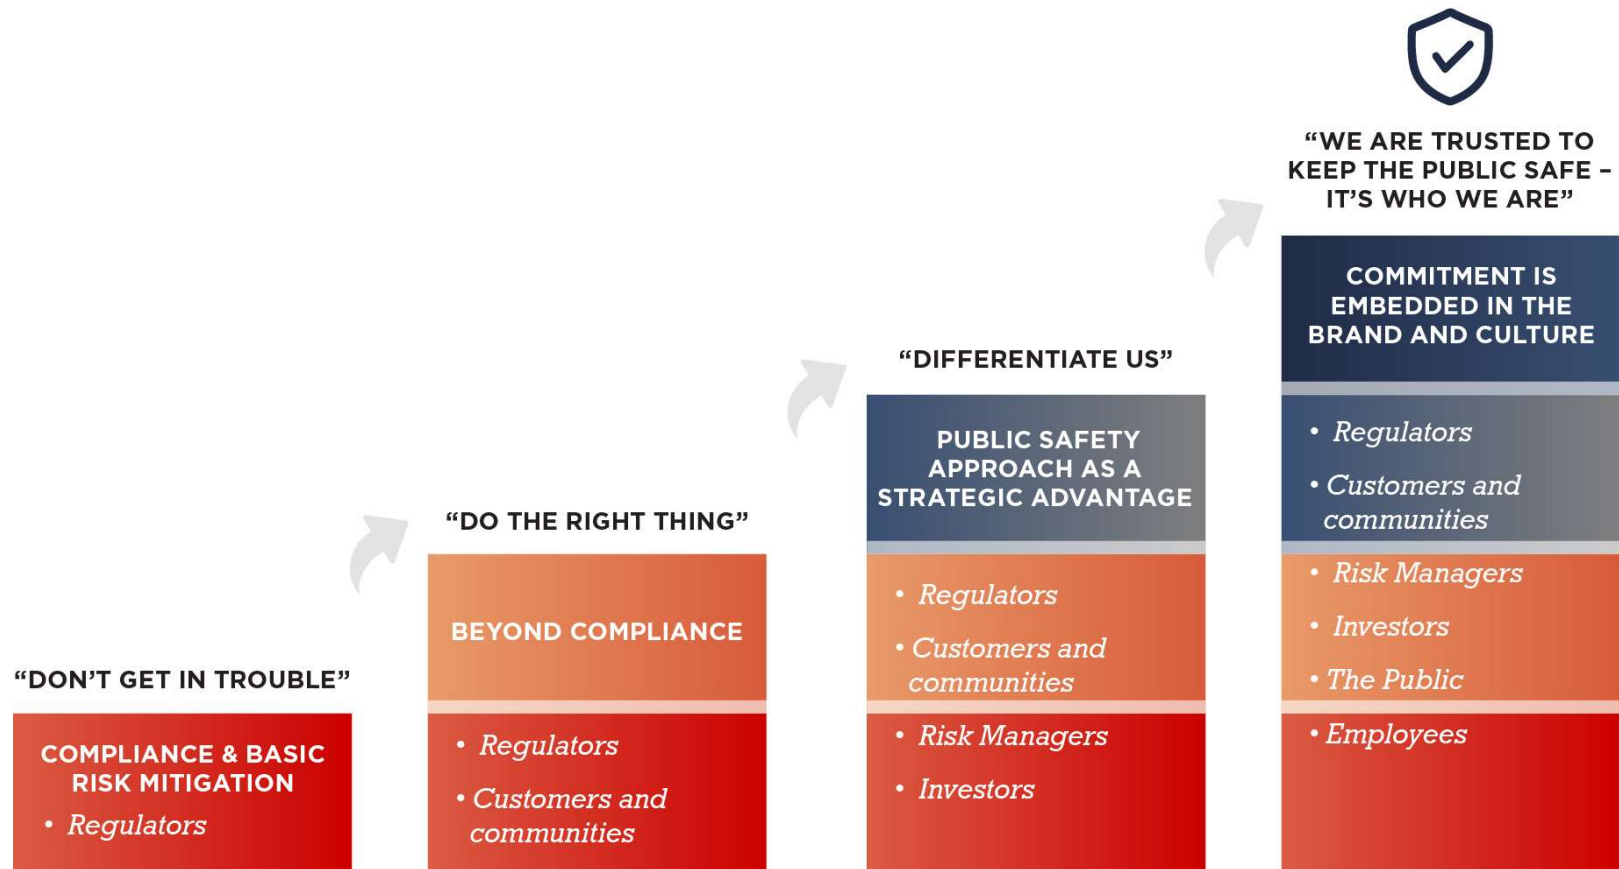 “DON’T GET IN TROUBLE”
COMPLIANCE & BASIC
RISK MITIGATION
• Regulators
“DO THE RIGHT THING”
BEYOND COMPLIANCE
• Regulators
• Customers and
communities
“DIFFERENTIATE US”
PUBLIC SAFETY
APPROACH AS A
STRATEGIC ADVANTAGE
• Regulators
• Customers and
communities
• Risk Managers
• Investors
“WE ARE TRUSTED TO
KEEP THE PUBLIC SAFE –
IT’S WHO WE ARE”
COMMITMENT IS
EMBEDDED IN THE
BRAND AND CULTURE
• Regulators
• Customers and
communities
• Risk Managers
• Investors
• The Public
• Employees